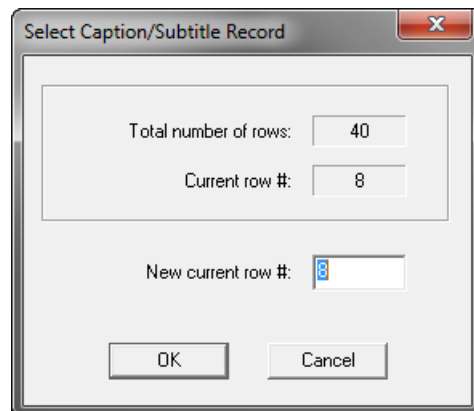 Select Caption/Subtitle Record
Total number of rows: 40
Current row #: 8
New current row #: 8
OK Cancel